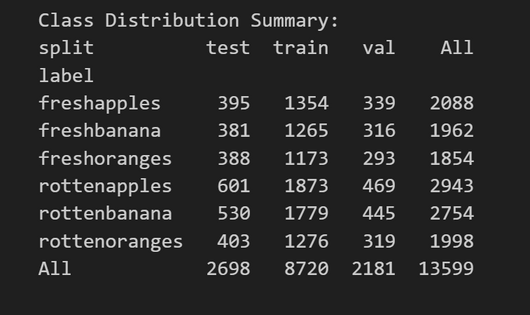 Class Distribution Summary:
split test train val All
label
freshapples 395 1354 339 2088
freshbanana 381 1265 316 1962
freshoranges 388 1173 293 1854
rottenapples 601 1873 469 2943
rottenbanana 530 1779 445 2754
rottenoranges 403 1276 319 1998
All 2698 8720 2181 13599